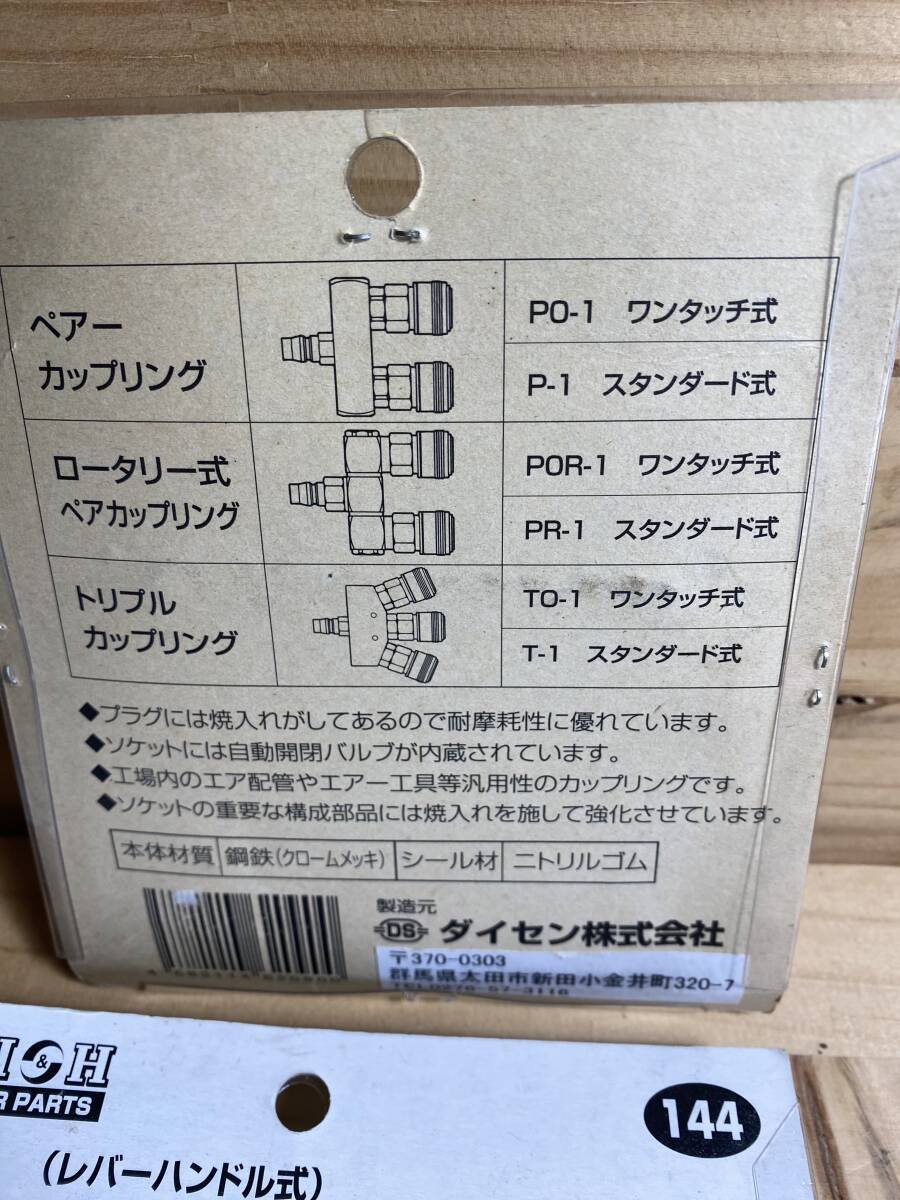 ペアー
カップリング
PO-1 ワンタッチ式
P-1 スタンダード式
ロータリー式
ペアカップリング
POR-1 ワンタッチ式
PR-1 スタンダード式
トリプル
カップリング
TO-1 ワンタッチ式
T-1 スタンダード式
◆プラグには焼入れがしてあるので耐摩耗性に優れています。
◆ソケットには自動開閉バルブが内蔵されています。
◆工場内のエア配管やエアー工具等汎用性のカップリングです。
◆ソケットの重要な構成部品には焼入れを施して強化させています。
本体材質 鋼鉄(クロームメッキ) シール材 ニトリルゴム
製造元
DS ダイセン株式会社
〒370-0303
群馬県太田市新田小金井町320-7
TEL0276-57-3116
&H
R PARTS
144
(レバーハンドル式)